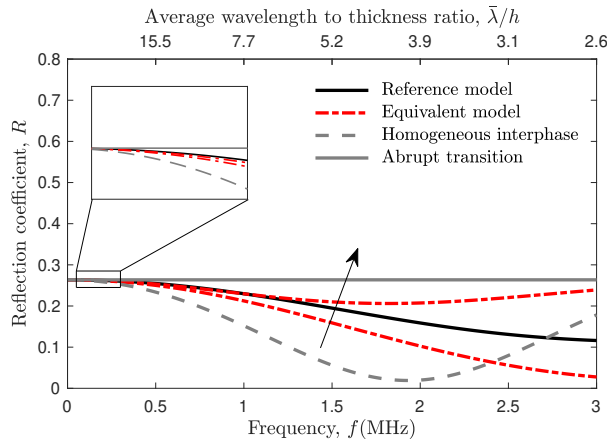 Average wavelength to thickness ratio, λ̄/h
15.5 7.7 5.2 3.9 3.1 2.6
0.8
0.7
0.6
0.5
0.4
0.3
0.2
0.1
0
Reflection coefficient, R
Reference model
Equivalent model
Homogeneous interphase
Abrupt transition
0 0.5 1 1.5 2 2.5 3
Frequency, f(MHz)